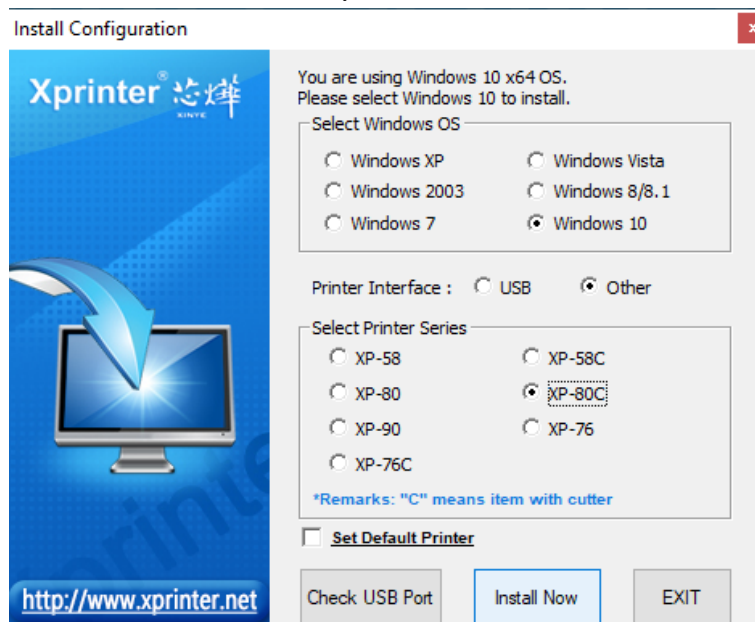 Install Configuration
x
Xprinter® 芯烨
XINYE
You are using Windows 10 x64 OS.
Please select Windows 10 to install.
Select Windows OS
Windows XP Windows Vista
Windows 2003 Windows 8/8.1
Windows 7 Windows 10
Printer Interface : USB Other
Select Printer Series
XP-58 XP-58C
XP-80 XP-80C
XP-90 XP-76
XP-76C
*Remarks: "C" means item with cutter
Set Default Printer
Check USB Port Install Now EXIT
http://www.xprinter.net